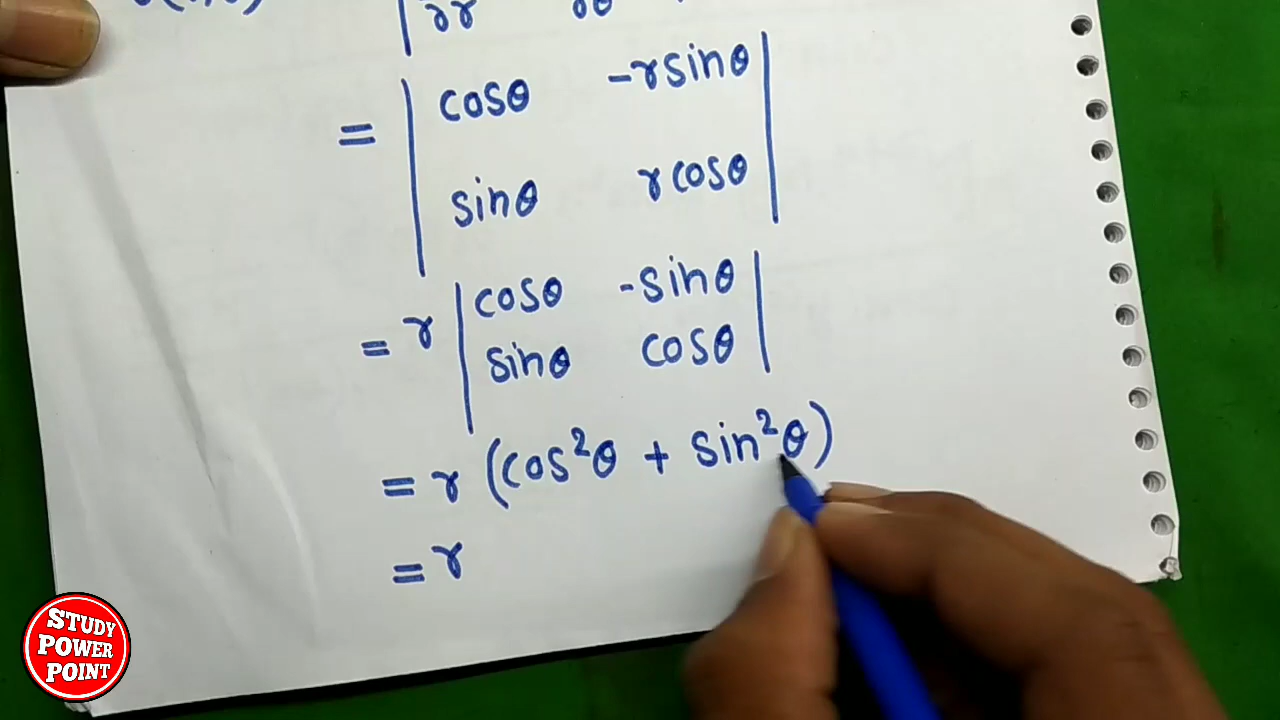 = | cosθ -rsinθ |
| sinθ rcosθ |
= r | cosθ -sinθ |
| sinθ cosθ |
= r (cos²θ + sin²θ)
= r
STUDY
POWER
POINT